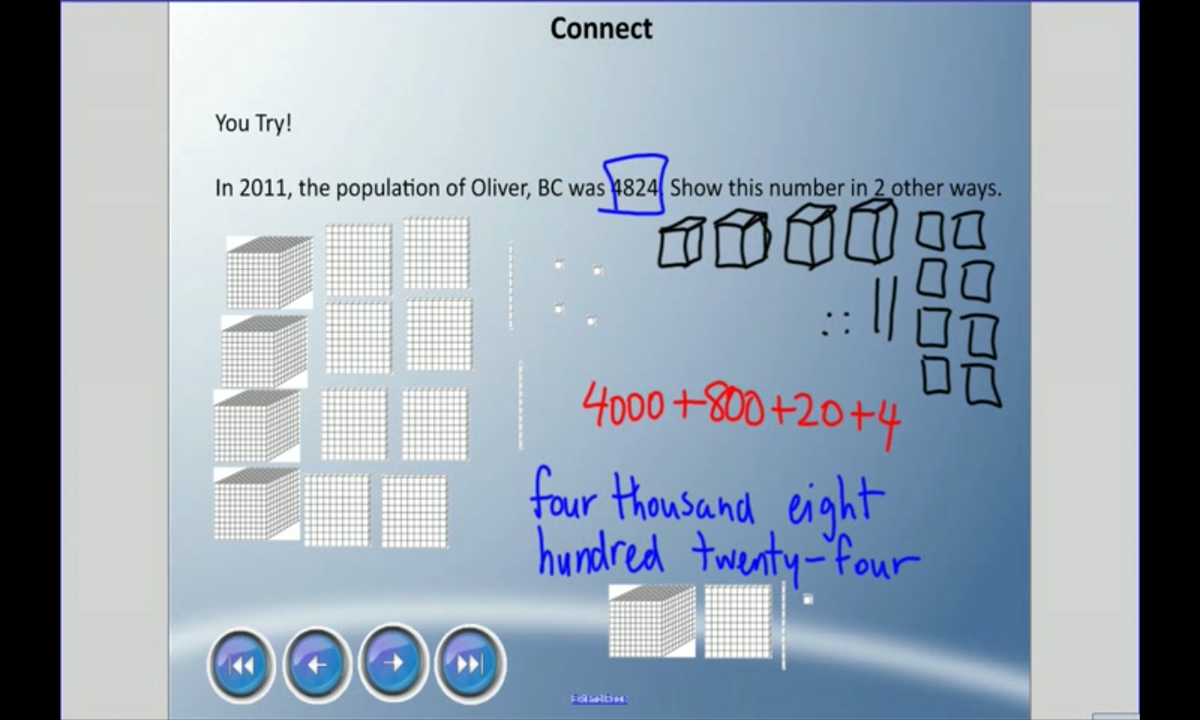 Connect
You Try!
In 2011, the population of Oliver, BC was 4824. Show this number in 2 other ways.
4000+800+20+4
four thousand eight
hundred twenty-four